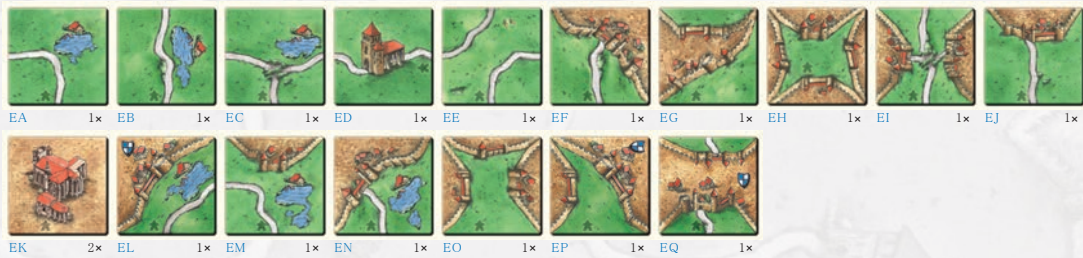 EA 1× EB 1× EC 1× ED 1× EE 1× EF 1× EG 1× EH 1× EI 1× EJ 1×
EK 2× EL 1× EM 1× EN 1× EO 1× EP 1× EQ 1×